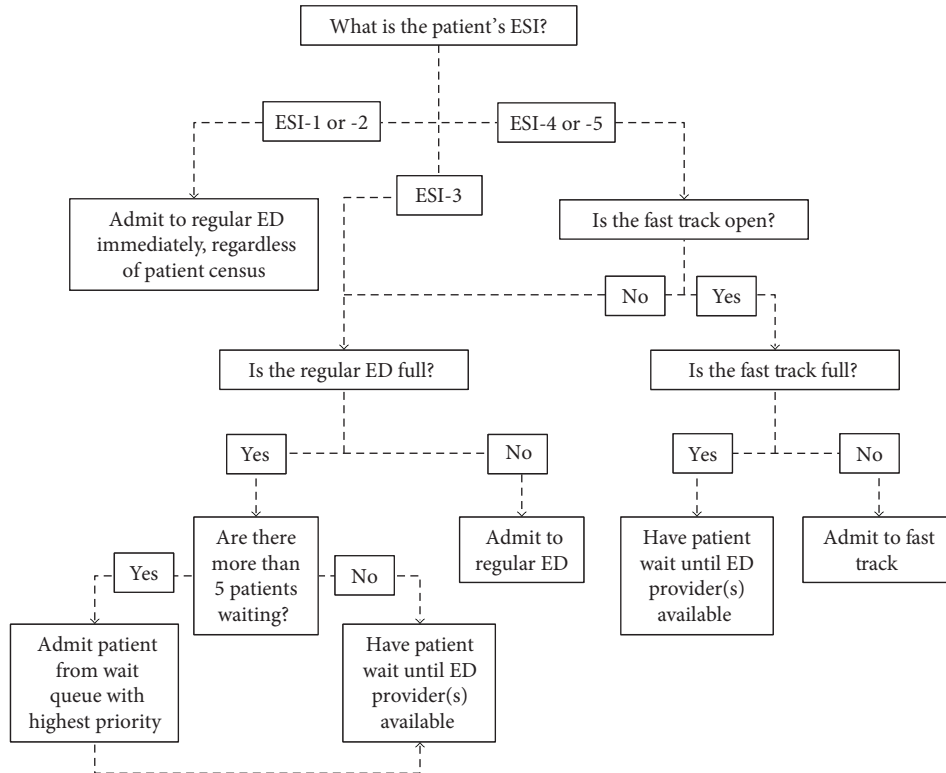 What is the patient's ESI?
ESI-1 or -2
ESI-4 or -5
ESI-3
Admit to regular ED
immediately, regardless
of patient census
Is the fast track open?
No
Yes
Is the regular ED full?
Is the fast track full?
Yes
No
Yes
No
Are there
more than
5 patients
waiting?
Admit to
regular ED
Have patient
wait until ED
provider(s)
available
Admit to fast
track
Yes
No
Admit patient
from wait
queue with
highest priority
Have patient
wait until ED
provider(s)
available